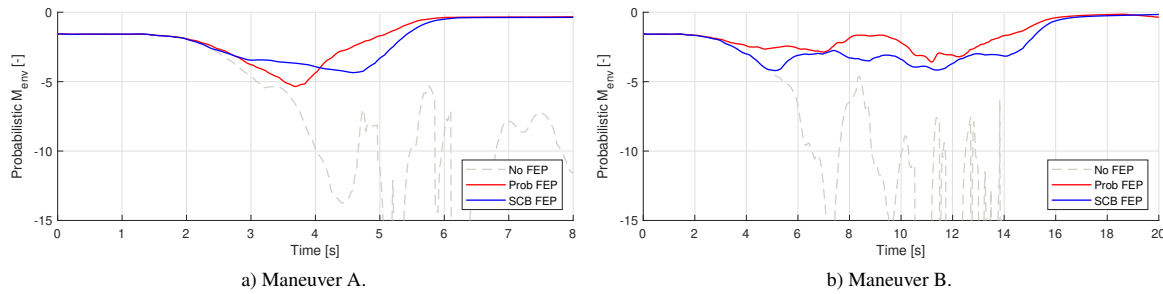 0
-5
-10
-15
Probabilistic M_env [-]
No FEP
Prob FEP
SCB FEP
0 1 2 3 4 5 6 7 8
Time [s]
a) Maneuver A.
0
-5
-10
-15
Probabilistic M_env [-]
No FEP
Prob FEP
SCB FEP
0 2 4 6 8 10 12 14 16 18 20
Time [s]
b) Maneuver B.